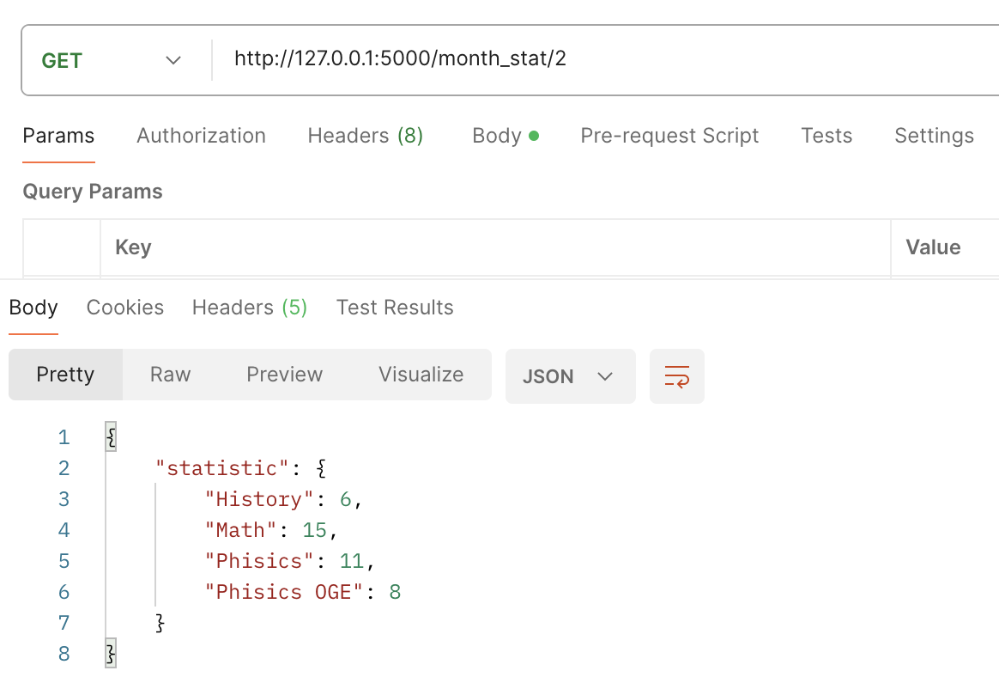 GET http://127.0.0.1:5000/month_stat/2
Params Authorization Headers (8) Body Pre-request Script Tests Settings
Query Params
Key Value
Body Cookies Headers (5) Test Results
Pretty Raw Preview Visualize JSON
1 {
2 "statistic": {
3 "History": 6,
4 "Math": 15,
5 "Phisics": 11,
6 "Phisics OGE": 8
7 }
8 }